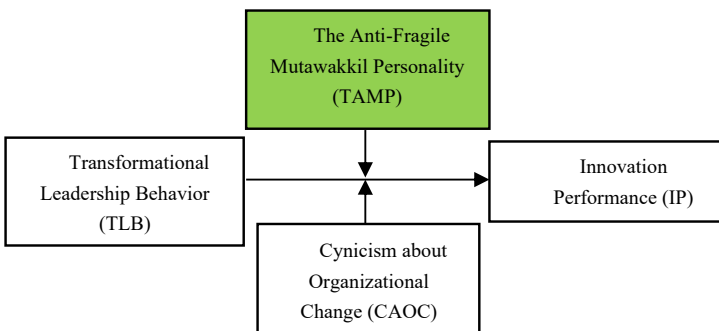 The Anti-Fragile
Mutawakkil Personality
(TAMP)
Transformational
Leadership Behavior
(TLB)
Innovation
Performance (IP)
Cynicism about
Organizational
Change (CAOC)